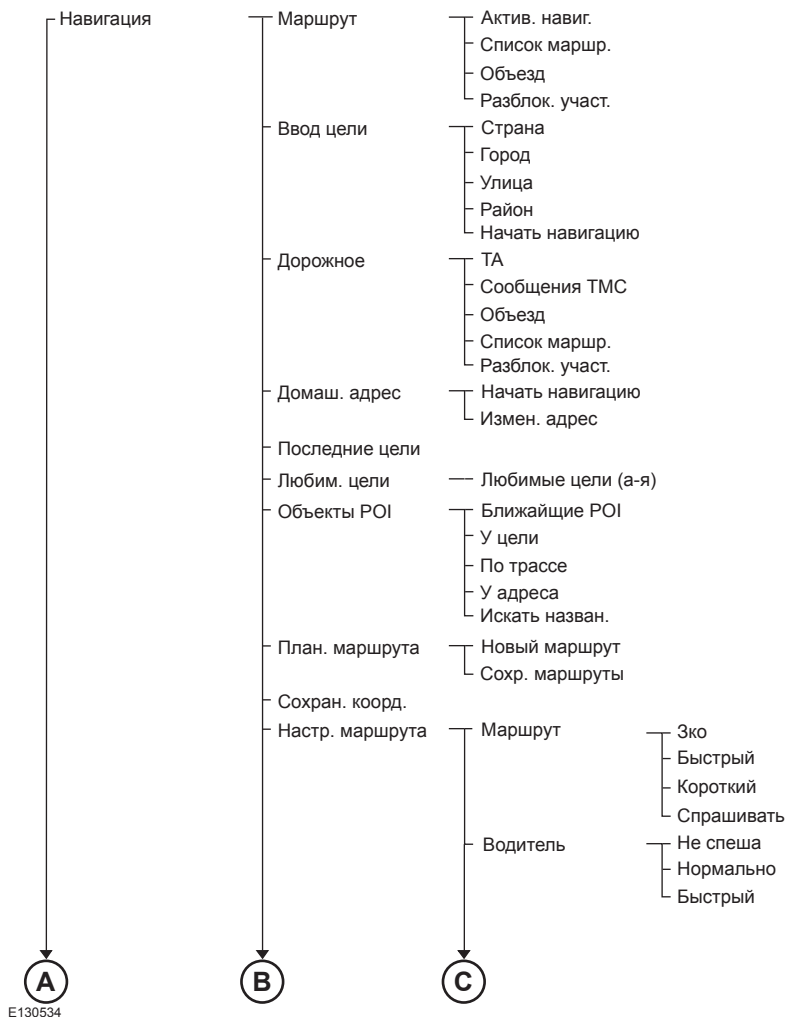 Навигация
Маршрут
Актив. навиг.
Список маршр.
Объезд
Разблок. участ.
Ввод цели
Страна
Город
Улица
Район
Начать навигацию
Дорожное
TA
Сообщения TMC
Объезд
Список маршр.
Разблок. участ.
Домаш. адрес
Начать навигацию
Измен. адрес
Последние цели
Любим. цели
Любимые цели (а-я)
Объекты POI
Ближайщие POI
У цели
По трассе
У адреса
Искать назван.
План. маршрута
Новый маршрут
Сохр. маршруты
Сохран. коорд.
Настр. маршрута
Маршрут
Зко
Быстрый
Короткий
Спрашивать
Водитель
Не спеша
Нормально
Быстрый
A
B
C
E130534